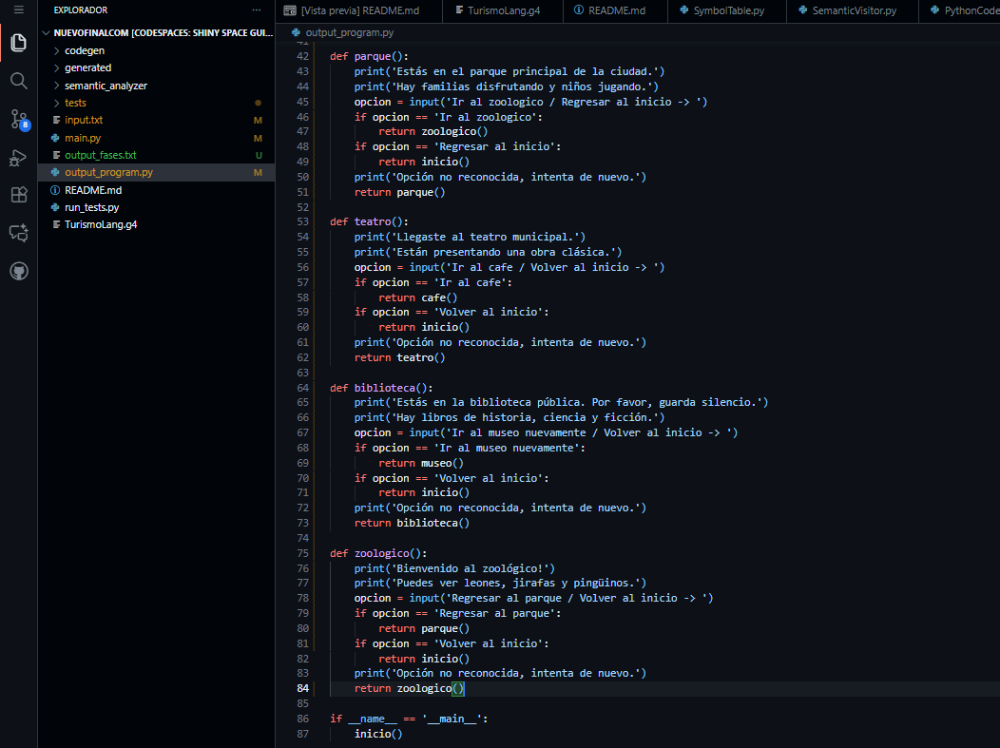 EXPLORADOR
NUEVOFINALCOM [CODESPACES: SHINY SPACE GUI...
codegen
generated
semantic_analyzer
tests
input.txt M
main.py M
output_fases.txt U
output_program.py M
README.md
run_tests.py
TurismoLang.g4
8
[Vista previa] README.md
TurismoLang.g4
README.md
SymbolTable.py
SemanticVisitor.py
PythonCode
output_program.py
41
42 def parque():
43 print('Estás en el parque principal de la ciudad.')
44 print('Hay familias disfrutando y niños jugando.')
45 opcion = input('Ir al zoologico / Regresar al inicio -> ')
46 if opcion == 'Ir al zoologico':
47 return zoologico()
48 if opcion == 'Regresar al inicio':
49 return inicio()
50 print('Opción no reconocida, intenta de nuevo.')
51 return parque()
52
53 def teatro():
54 print('Llegaste al teatro municipal.')
55 print('Están presentando una obra clásica.')
56 opcion = input('Ir al cafe / Volver al inicio -> ')
57 if opcion == 'Ir al cafe':
58 return cafe()
59 if opcion == 'Volver al inicio':
60 return inicio()
61 print('Opción no reconocida, intenta de nuevo.')
62 return teatro()
63
64 def biblioteca():
65 print('Estás en la biblioteca pública. Por favor, guarda silencio.')
66 print('Hay libros de historia, ciencia y ficción.')
67 opcion = input('Ir al museo nuevamente / Volver al inicio -> ')
68 if opcion == 'Ir al museo nuevamente':
69 return museo()
70 if opcion == 'Volver al inicio':
71 return inicio()
72 print('Opción no reconocida, intenta de nuevo.')
73 return biblioteca()
74
75 def zoologico():
76 print('Bienvenido al zoológico!')
77 print('Puedes ver leones, jirafas y pingüinos.')
78 opcion = input('Regresar al parque / Volver al inicio -> ')
79 if opcion == 'Regresar al parque':
80 return parque()
81 if opcion == 'Volver al inicio':
82 return inicio()
83 print('Opción no reconocida, intenta de nuevo.')
84 return zoologico()
85
86 if __name__ == '__main__':
87 inicio()